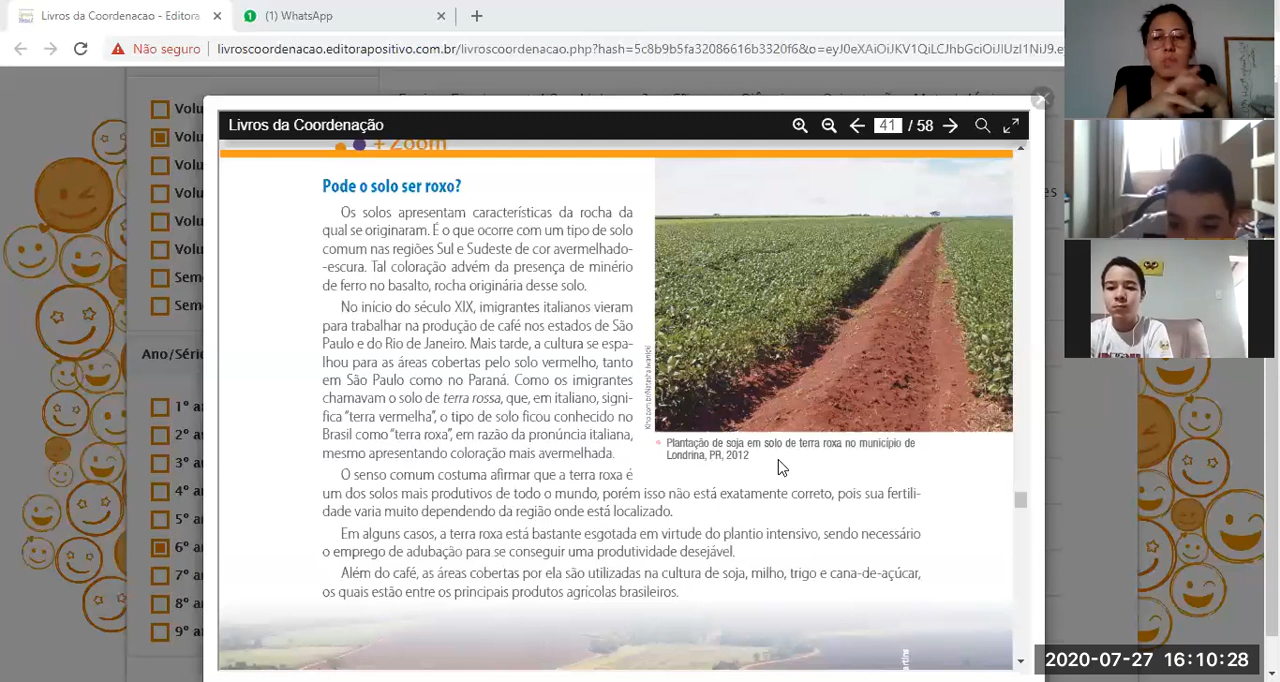 Livros da Coordenacao - Editora
(1) WhatsApp
Não seguro
livroscoordenacao.editorapositivo.com.br/livroscoordenacao.php?hash=5c8b9b5fa32086616b3320f6&o=eyJ0eXAiOiJKV1QiLCJhbGciOiJIUzI1NiJ9.e
Volu
Volu
Volu
Volu
Volu
Volu
Sem
Sem
Ano/Séri
1º a
2º a
3º a
4º a
5º a
6º a
7º a
8º a
9º a
Livros da Coordenação
41 / 58
+ Zoom
Pode o solo ser roxo?
Os solos apresentam características da rocha da
qual se originaram. É o que ocorre com um tipo de solo
comum nas regiões Sul e Sudeste de cor avermelhado-
-escura. Tal coloração advém da presença de minério
de ferro no basalto, rocha originária desse solo.
No início do século XIX, imigrantes italianos vieram
para trabalhar na produção de café nos estados de São
Paulo e do Rio de Janeiro. Mais tarde, a cultura se espa-
lhou para as áreas cobertas pelo solo vermelho, tanto
em São Paulo como no Paraná. Como os imigrantes
chamavam o solo de terra rossa, que, em italiano, signi-
fica "terra vermelha", o tipo de solo ficou conhecido no
Brasil como "terra roxa", em razão da pronúncia italiana,
mesmo apresentando coloração mais avermelhada.
O senso comum costuma afirmar que a terra roxa é
um dos solos mais produtivos de todo o mundo, porém isso não está exatamente correto, pois sua fertili-
dade varia muito dependendo da região onde está localizado.
Em alguns casos, a terra roxa está bastante esgotada em virtude do plantio intensivo, sendo necessário
o emprego de adubação para se conseguir uma produtividade desejável.
Além do café, as áreas cobertas por ela são utilizadas na cultura de soja, milho, trigo e cana-de-açúcar,
os quais estão entre os principais produtos agrícolas brasileiros.
Plantação de soja em solo de terra roxa no município de
Londrina, PR, 2012
2020-07-27 16:10:28